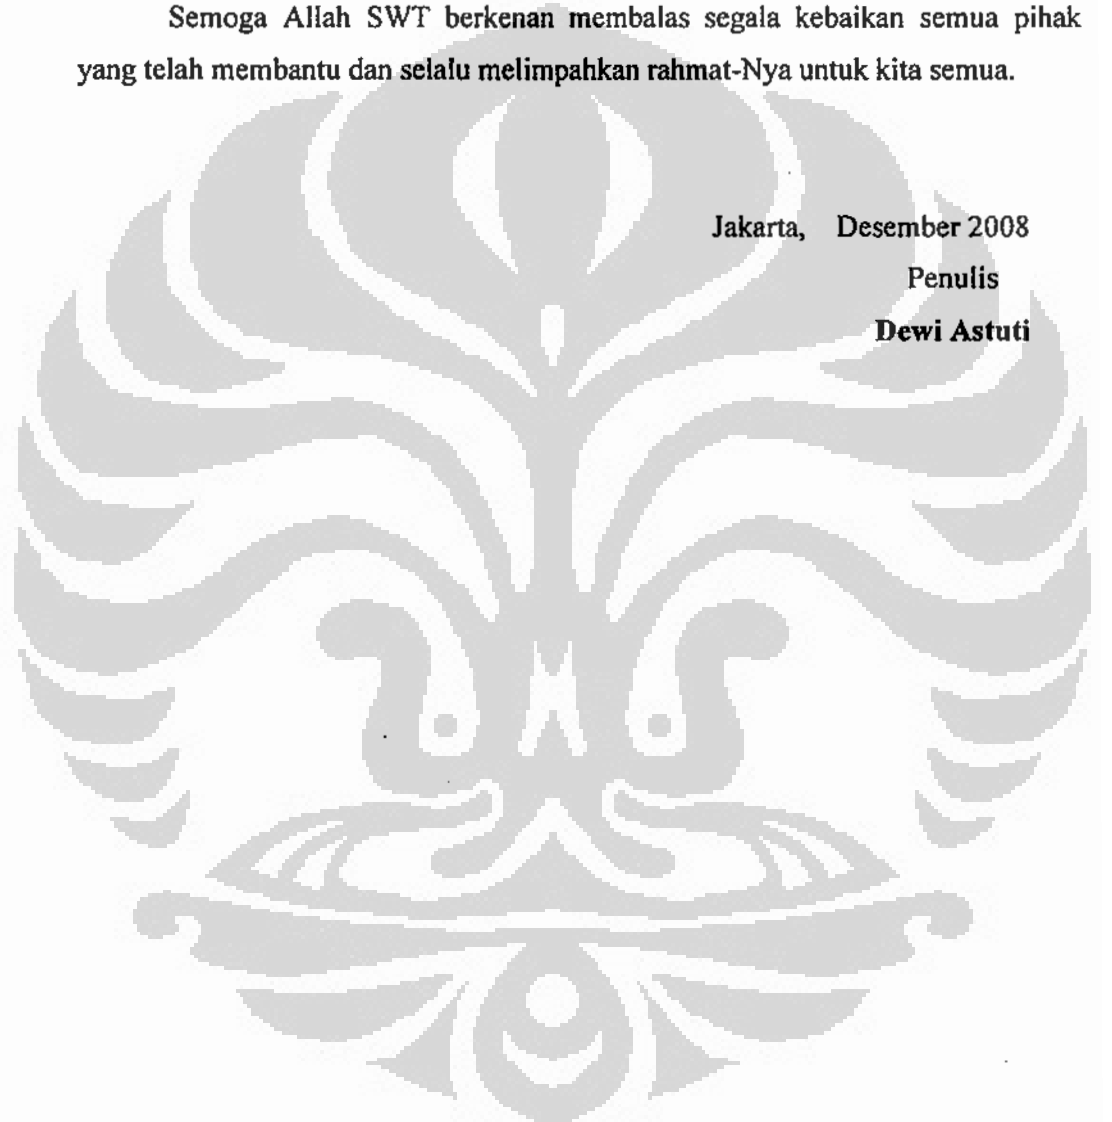 Semoga Allah SWT berkenan membalas segala kebaikan semua pihak
yang telah membantu dan selalu melimpahkan rahmat-Nya untuk kita semua.
Jakarta, Desember 2008
Penulis
Dewi Astuti